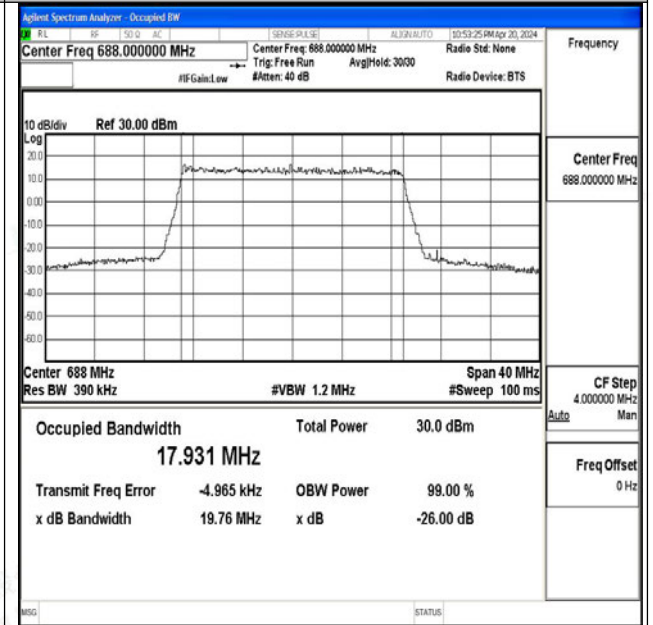 Agilent Spectrum Analyzer - Occupied BW
RL RF 50 Ω AC SENSE:PULSE ALIGN AUTO 10:53:25 PM Apr 20, 2024
Center Freq 688.000000 MHz
Center Freq: 688.000000 MHz
Radio Std: None
Trig: Free Run Avg|Hold: 30/30
#IFGain:Low #Atten: 40 dB Radio Device: BTS
Frequency
10 dB/div Ref 30.00 dBm
Log
20.0
10.0
0.00
-10.0
-20.0
-30.0
-40.0
-50.0
-60.0
Center Freq
688.000000 MHz
Center 688 MHz Span 40 MHz
Res BW 390 kHz #VBW 1.2 MHz #Sweep 100 ms
CF Step
4.000000 MHz
Auto Man
Occupied Bandwidth Total Power 30.0 dBm
17.931 MHz
Transmit Freq Error -4.965 kHz OBW Power 99.00 %
x dB Bandwidth 19.76 MHz x dB -26.00 dB
Freq Offset
0 Hz
MSG STATUS